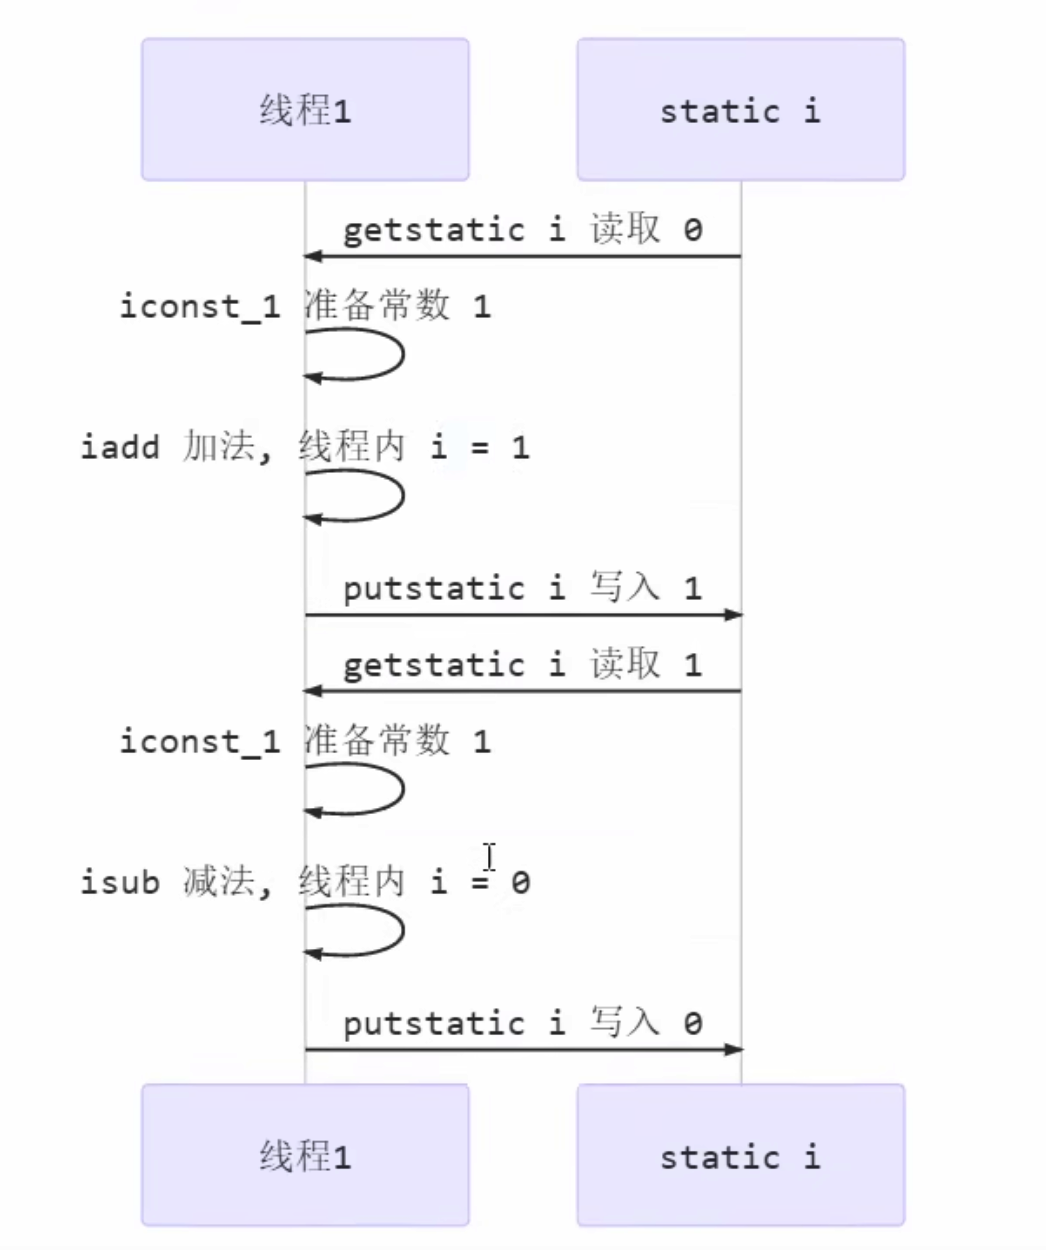 线程1
static i
getstatic i 读取 0
iconst_1 准备常数 1
iadd 加法, 线程内 i = 1
putstatic i 写入 1
getstatic i 读取 1
iconst_1 准备常数 1
isub 减法, 线程内 i = 0
putstatic i 写入 0
线程1
static i